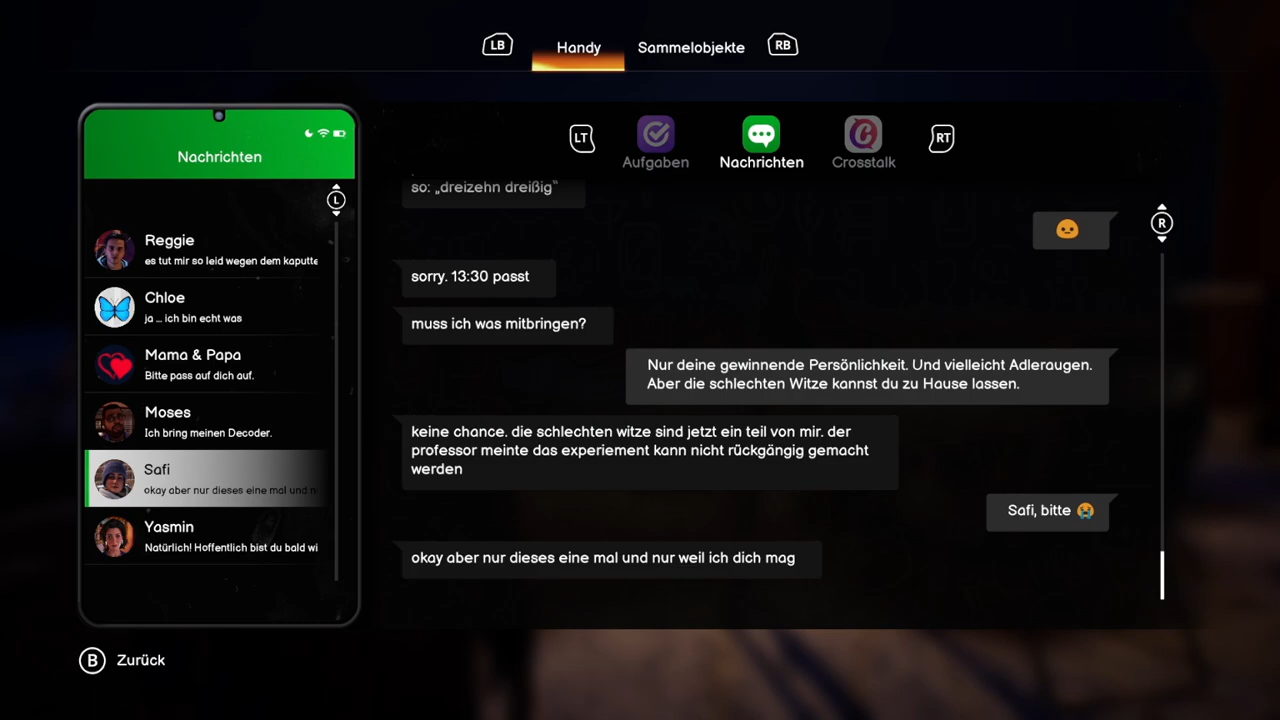 LB
Handy
Sammelobjekte
RB
Nachrichten
L
Reggie
es tut mir so leid wegen dem kaputte
Chloe
ja ... ich bin echt was
Mama & Papa
Bitte pass auf dich auf.
Moses
Ich bring meinen Decoder.
Safi
okay aber nur dieses eine mal und n
Yasmin
Natürlich! Hoffentlich bist du bald wi
LT
Aufgaben
Nachrichten
Crosstalk
RT
so: „dreizehn dreißig“
R
sorry. 13:30 passt
muss ich was mitbringen?
Nur deine gewinnende Persönlichkeit. Und vielleicht Adleraugen.
Aber die schlechten Witze kannst du zu Hause lassen.
keine chance. die schlechten witze sind jetzt ein teil von mir. der
professor meinte das experiement kann nicht rückgängig gemacht
werden
Safi, bitte 😭
okay aber nur dieses eine mal und nur weil ich dich mag
B Zurück